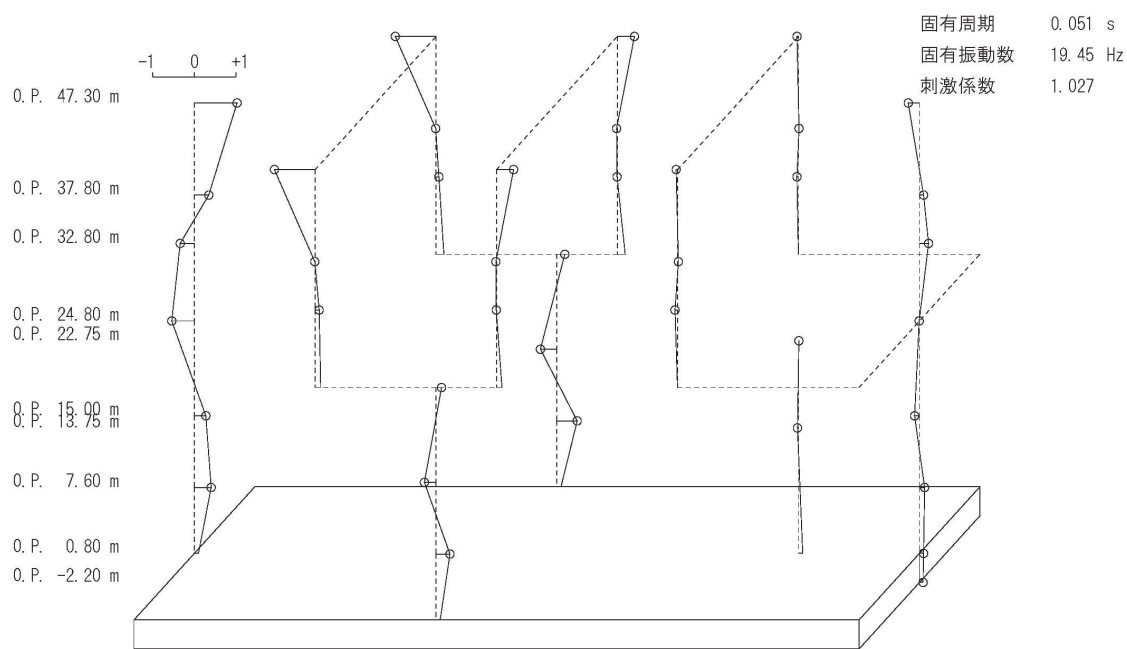 固有周期 0.051 s
固有振動数 19.45 Hz
刺激係数 1.027
-1 0 +1
O.P. 47.30 m
O.P. 37.80 m
O.P. 32.80 m
O.P. 24.80 m
O.P. 22.75 m
O.P. 15.00 m
O.P. 13.75 m
O.P. 7.60 m
O.P. 0.80 m
O.P. -2.20 m